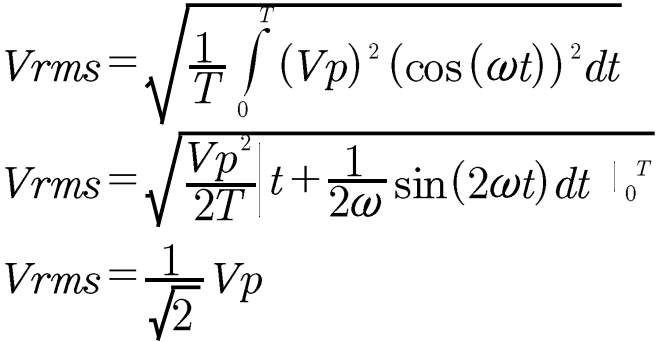 Vrms = √(1/T ∫₀ᵀ (Vp)² (cos(ωt))² dt)
Vrms = √(Vp²/2T | t + 1/2ω sin(2ωt) dt |₀ᵀ)
Vrms = 1/√2 Vp